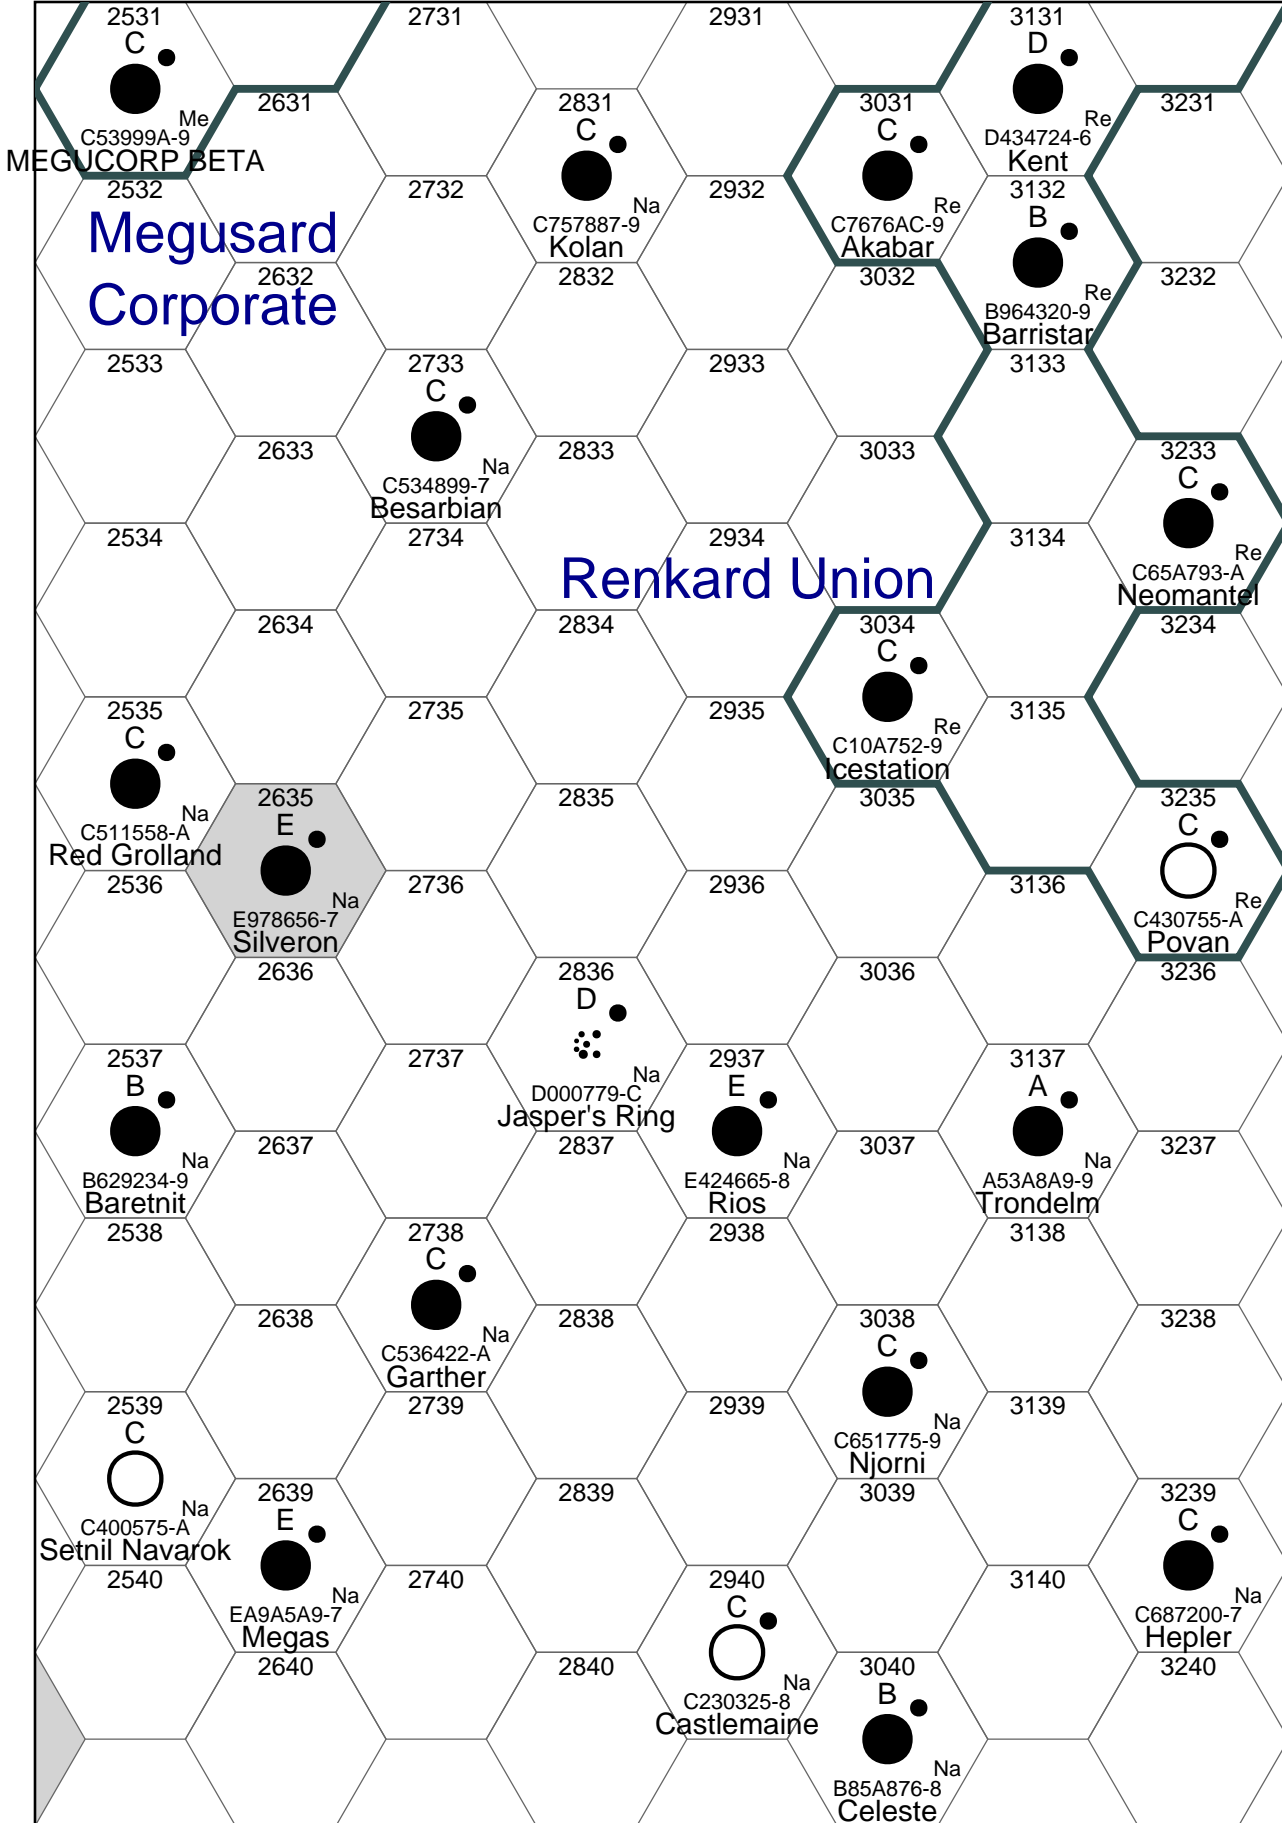 2531
C
Me
C53999A-9
MEGUCORP BETA
2731
2931
3131
D
Re
D434724-6
Kent
2631
2831
C
Na
C757887-9
Kolan
3031
C
Re
C7676AC-9
Akabar
3231
2532
2732
2932
3132
B
Re
B964320-9
Barristar
Megusard
Corporate
2632
2832
3032
3232
2533
2733
C
Na
C534899-7
Besarbian
2933
3133
2633
2833
3033
3233
C
Re
C65A793-A
Neomantel
2534
2734
2934
3134
Renkard Union
2634
2834
3034
C
Re
C10A752-9
Icestation
3234
2535
C
Na
C511558-A
Red Grolland
2735
2935
3135
2635
E
Na
E978656-7
Silveron
2835
3035
3235
C
Re
C430755-A
Povan
2536
2736
2936
3136
2636
2836
D
Na
D000779-C
Jasper's Ring
3036
3236
2537
B
Na
B629234-9
Baretnit
2737
2937
E
Na
E424665-8
Rios
3137
A
Na
A53A8A9-9
Trondelm
2637
2837
3037
3237
2538
2738
C
Na
C536422-A
Garther
2938
3138
2638
2838
3038
C
Na
C651775-9
Njorni
3238
2539
C
Na
C400575-A
Setnil Navarok
2739
2939
3139
2639
E
Na
EA9A5A9-7
Megas
2839
3039
3239
C
Na
C687200-7
Hepler
2540
2740
2940
C
Na
C230325-8
Castlemaine
3140
2640
2840
3040
B
Na
B85A876-8
Celeste
3240